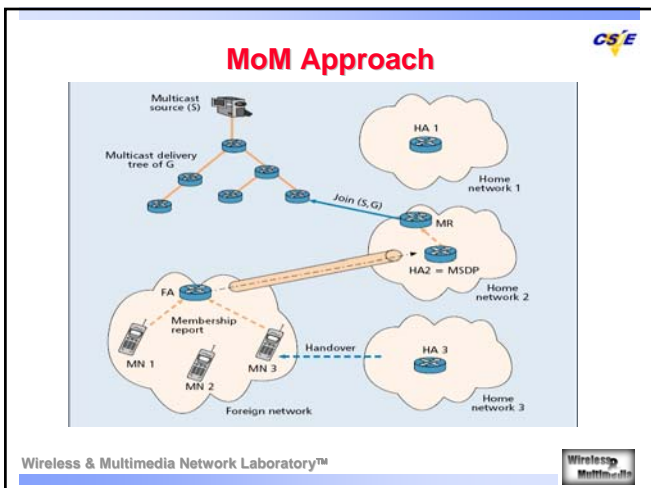 CSIE
MoM Approach
Multicast
source (S)
HA 1
Multicast delivery
tree of G
Home
network 1
Join (S,G)
MR
HA2 = MSDP
Home
network 2
FA
Membership
report
MN 1
MN 2
MN 3
Handover
HA 3
Foreign network
Home
network 3
Wireless & Multimedia Network Laboratory™
Wireless
Multimedia